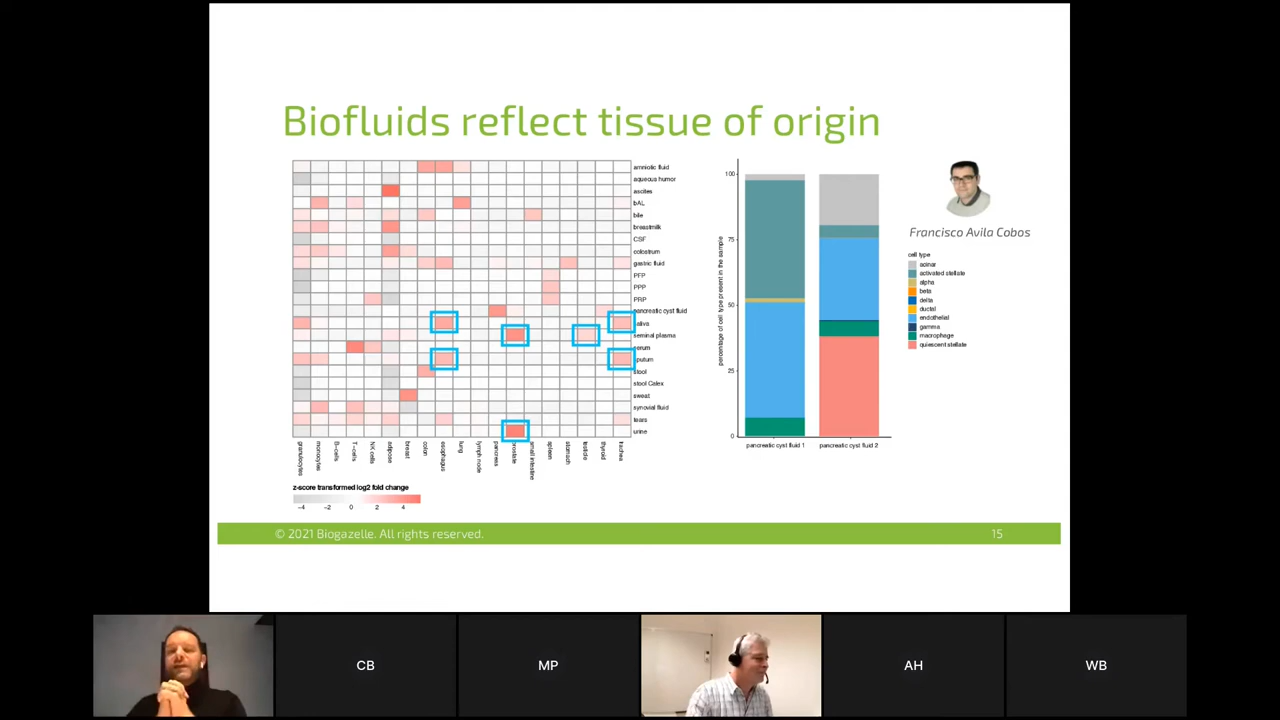 Biofluids reflect tissue of origin
amniotic fluid
aqueous humor
ascites
bAL
bile
breastmilk
CSF
colostrum
gastric fluid
PFP
PPP
PRP
pancreatic cyst fluid
saliva
seminal plasma
serum
sputum
stool
stool Calex
sweat
synovial fluid
tears
urine
granulocytes
monocytes
B-cells
T-cells
NK cells
adipose
breast
colon
esophagus
lung
lymph node
pancreas
prostate
small intestine
spleen
stomach
testicle
thyroid
trachea
z-score transformed log2 fold change
−4 −2 0 2 4
percentage of cell type present in the sample
100
75
50
25
0
pancreatic cyst fluid 1 pancreatic cyst fluid 2
Francisco Avila Cobos
cell type
acinar
activated stellate
alpha
beta
delta
ductal
endothelial
gamma
macrophage
quiescent stellate
© 2021 Biogazelle. All rights reserved. 15
CB MP AH WB